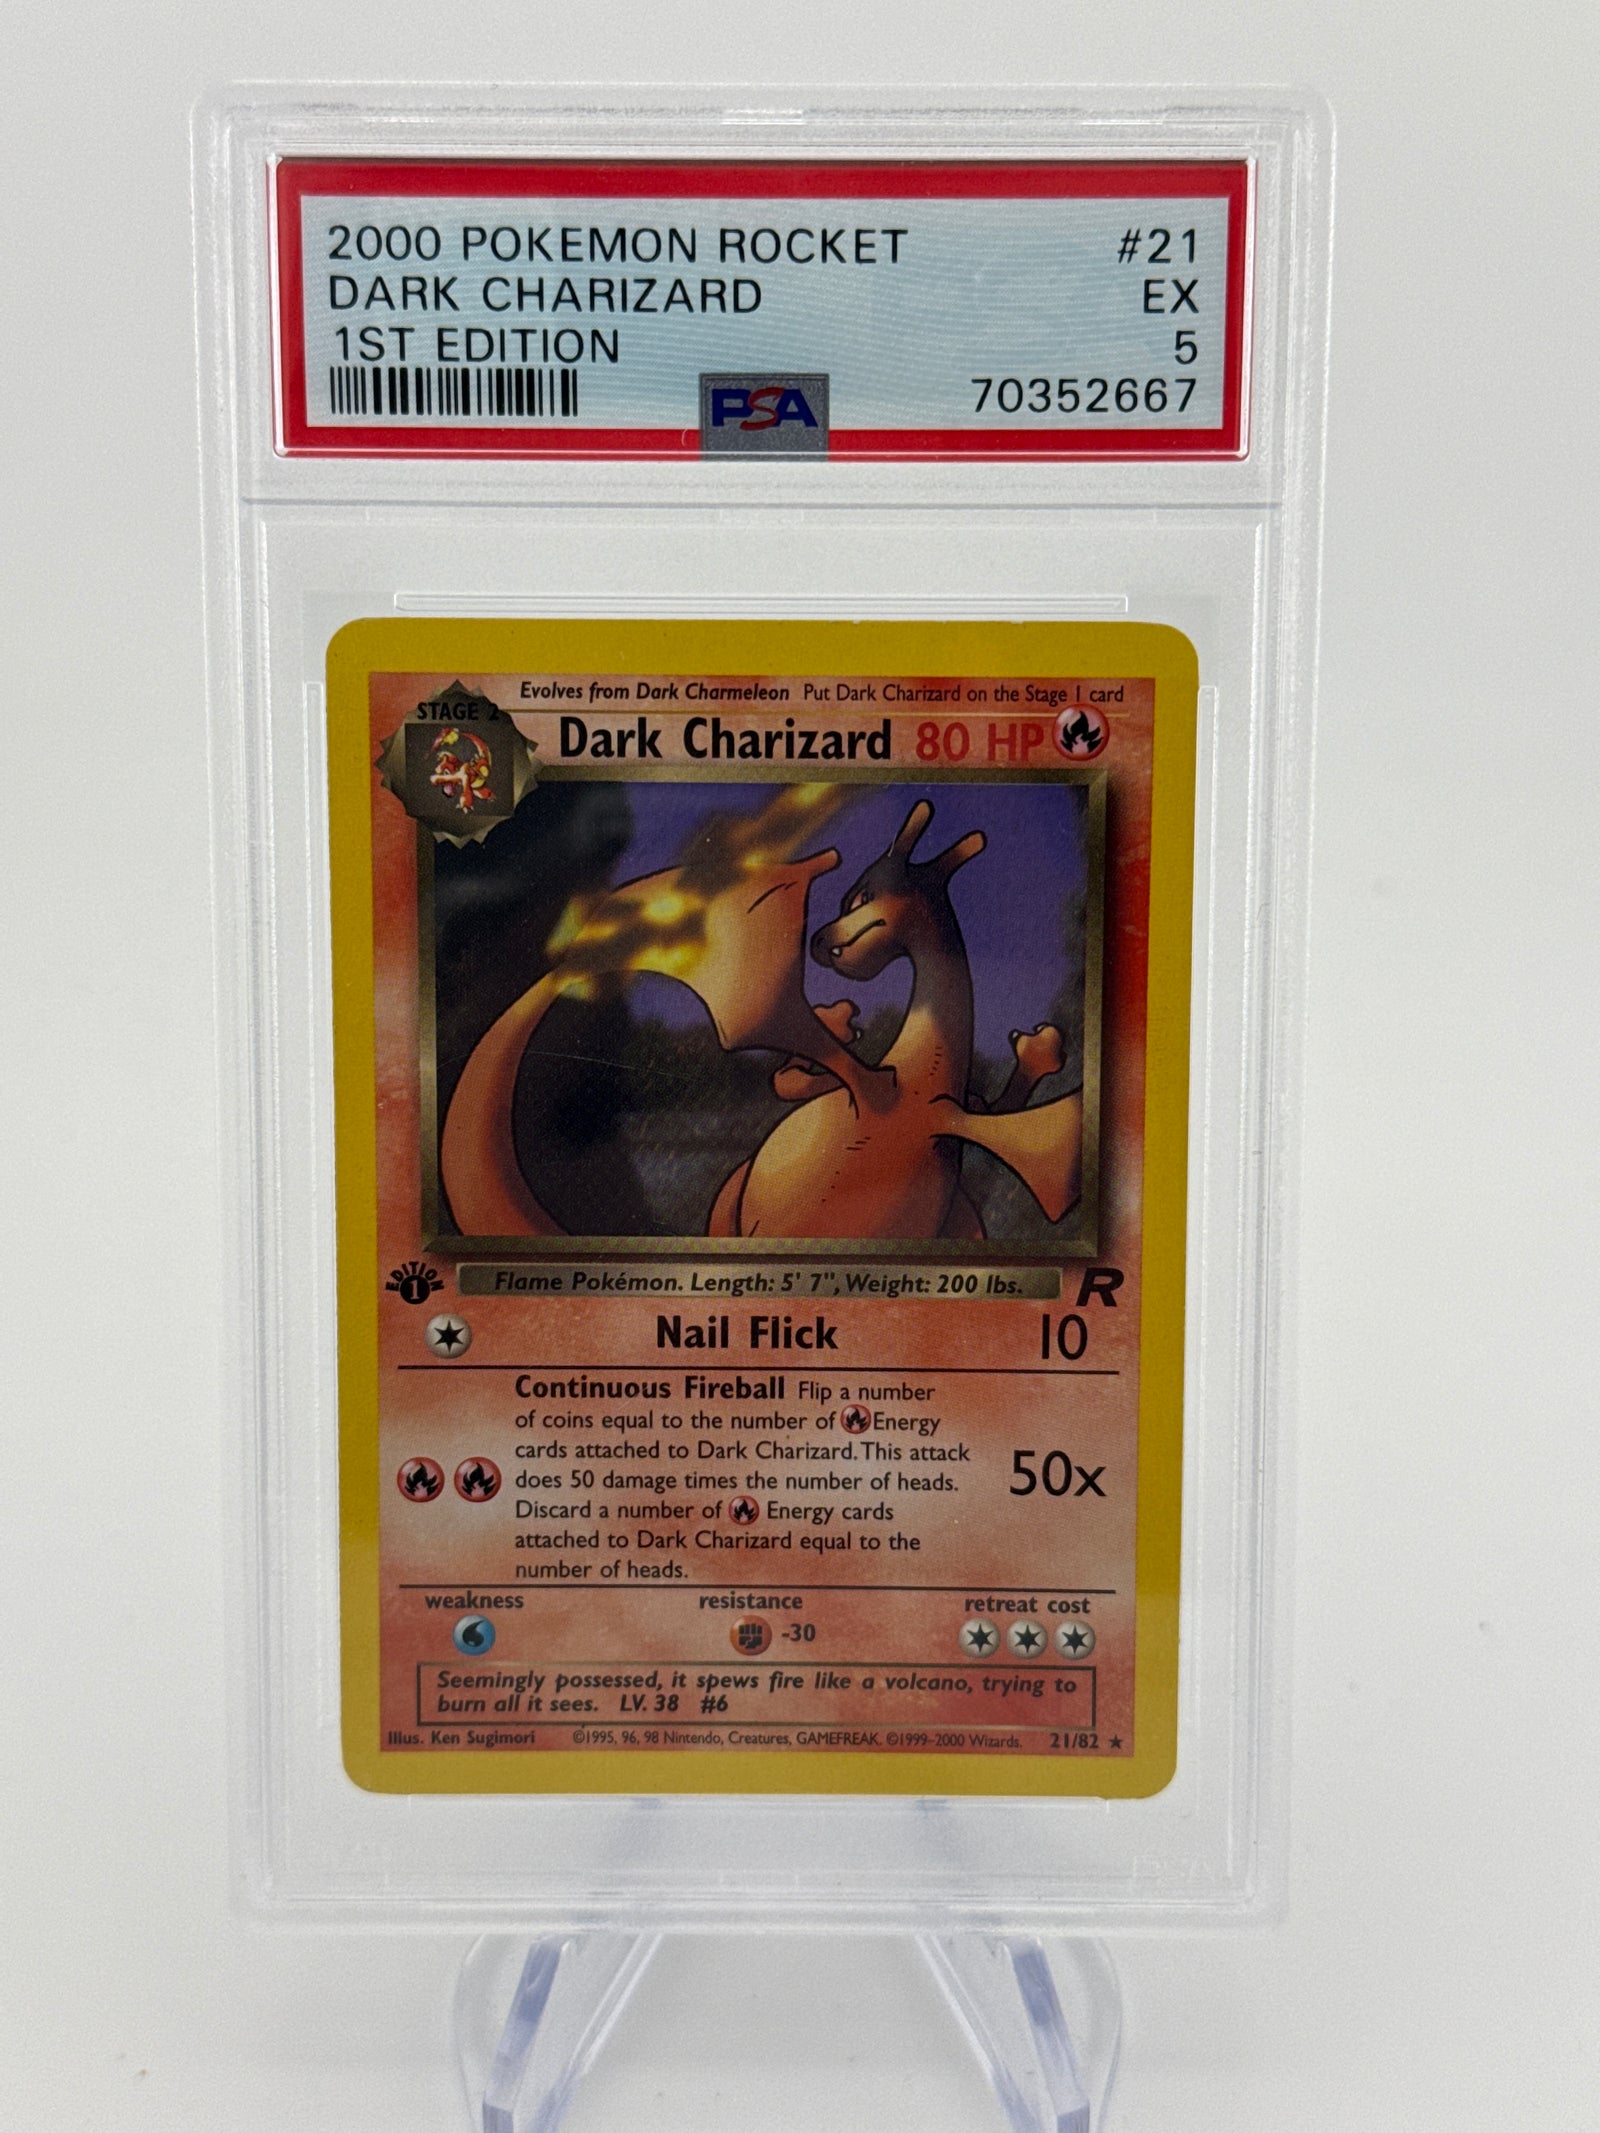 2000 POKEMON ROCKET #21
DARK CHARIZARD EX
1ST EDITION 5
PSA 70352667
Evolves from Dark Charmeleon Put Dark Charizard on the Stage 1 card
STAGE 2
Dark Charizard 80 HP
EDITION 1
Flame Pokémon. Length: 5' 7", Weight: 200 lbs. R
Nail Flick 10
Continuous Fireball Flip a number
of coins equal to the number of Energy
cards attached to Dark Charizard. This attack
does 50 damage times the number of heads. 50x
Discard a number of Energy cards
attached to Dark Charizard equal to the
number of heads.
weakness resistance retreat cost
-30
Seemingly possessed, it spews fire like a volcano, trying to
burn all it sees. LV. 38 #6
Illus. Ken Sugimori ©1995, 96, 98 Nintendo, Creatures, GAMEFREAK. ©1999-2000 Wizards. 21/82 ★